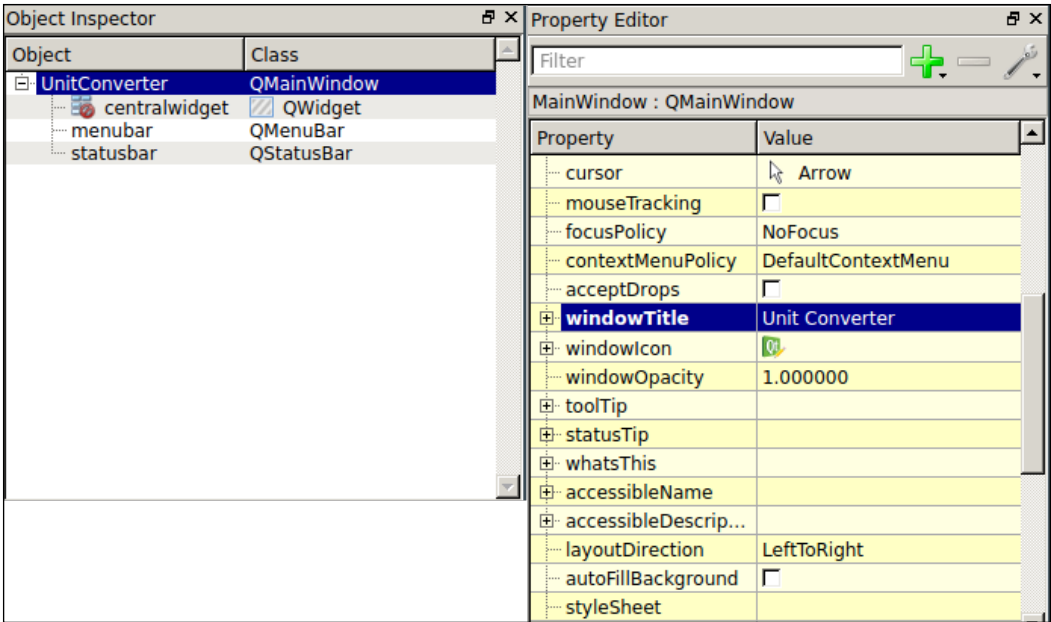 Object Inspector
Object Class
UnitConverter QMainWindow
centralwidget QWidget
menubar QMenuBar
statusbar QStatusBar
Property Editor
Filter
MainWindow : QMainWindow
Property Value
cursor Arrow
mouseTracking
focusPolicy NoFocus
contextMenuPolicy DefaultContextMenu
acceptDrops
windowTitle Unit Converter
windowIcon
windowOpacity 1.000000
toolTip
statusTip
whatsThis
accessibleName
accessibleDescrip...
layoutDirection LeftToRight
autoFillBackground
styleSheet